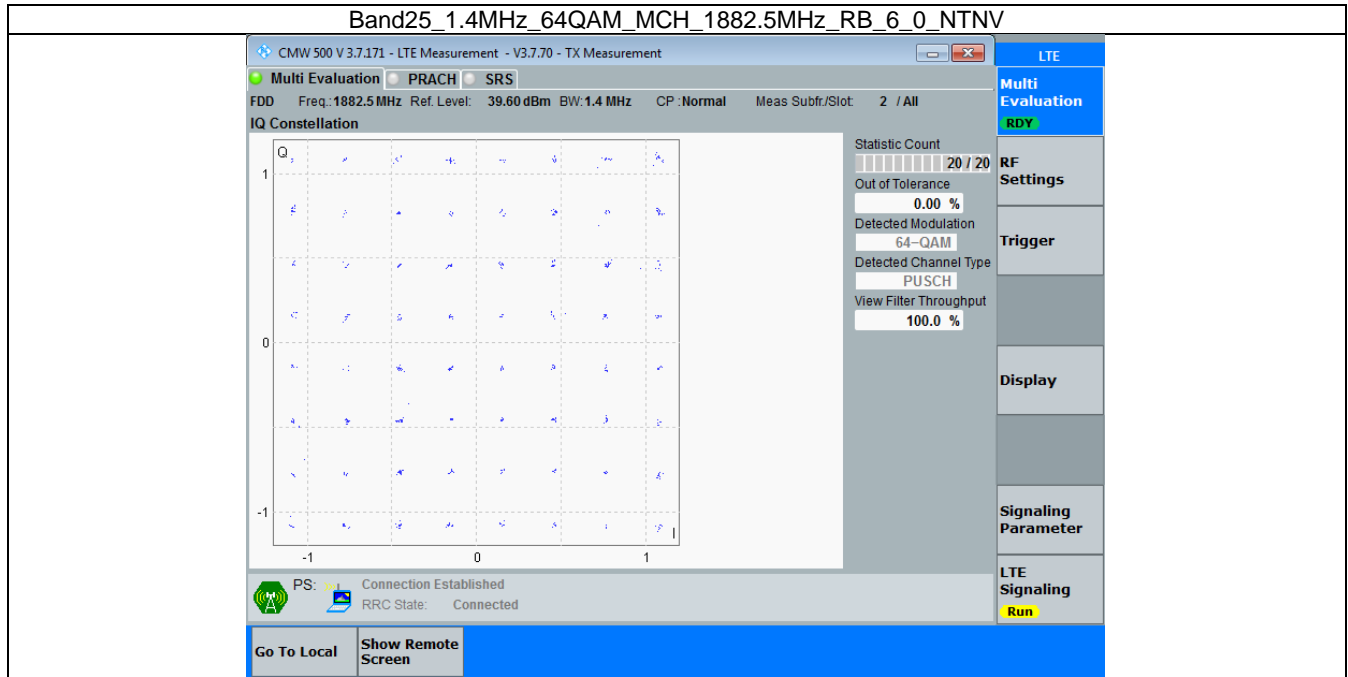 Band25_1.4MHz_64QAM_MCH_1882.5MHz_RB_6_0_NTNV
CMW 500 V 3.7.171 - LTE Measurement - V3.7.70 - TX Measurement
LTE
Multi Evaluation PRACH SRS
Multi
Evaluation
RDY
FDD Freq.:1882.5 MHz Ref. Level: 39.60 dBm BW:1.4 MHz CP :Normal Meas Subfr./Slot: 2 / All
IQ Constellation
Q
1
0
-1
-1 0 1
I
Statistic Count
20 / 20
Out of Tolerance
0.00 %
Detected Modulation
64-QAM
Detected Channel Type
PUSCH
View Filter Throughput
100.0 %
RF
Settings
Trigger
Display
Signaling
Parameter
LTE
Signaling
Run
PS: Connection Established
RRC State: Connected
Go To Local
Show Remote
Screen